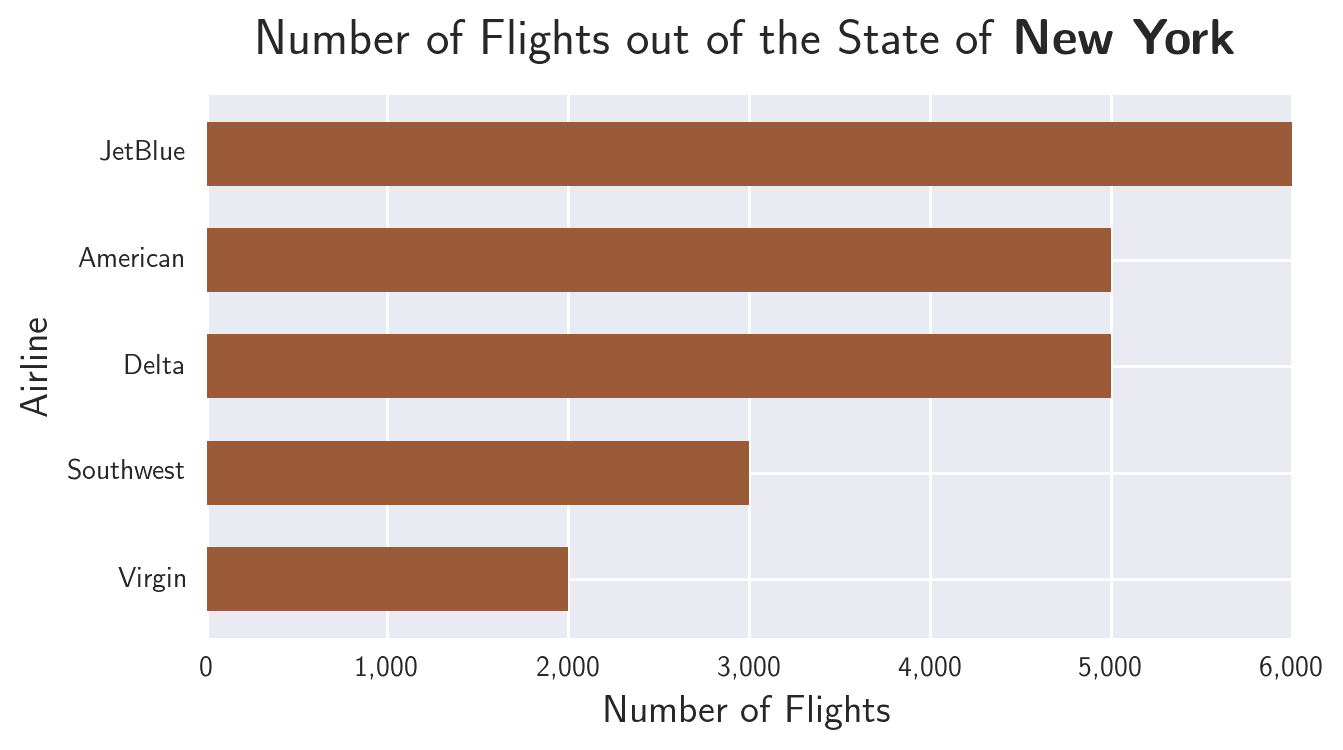 Number of Flights out of the State of New York
JetBlue
American
Delta
Southwest
Virgin
Airline
0 1,000 2,000 3,000 4,000 5,000 6,000
Number of Flights